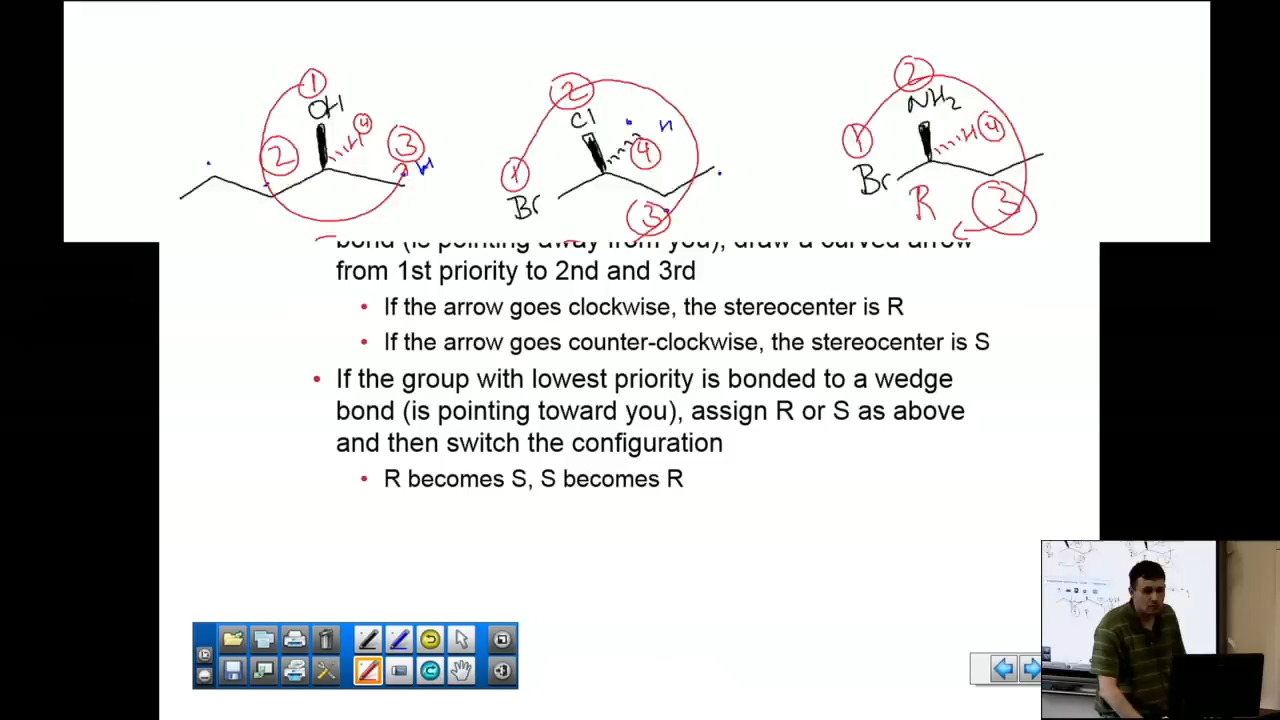 1 OH 2 4 H 3 H
2 Cl H 1 4 Br 3
2 NH2 1 H 4 Br R 3
bond (is pointing away from you), draw a curved arrow
from 1st priority to 2nd and 3rd
• If the arrow goes clockwise, the stereocenter is R
• If the arrow goes counter-clockwise, the stereocenter is S
• If the group with lowest priority is bonded to a wedge
bond (is pointing toward you), assign R or S as above
and then switch the configuration
• R becomes S, S becomes R